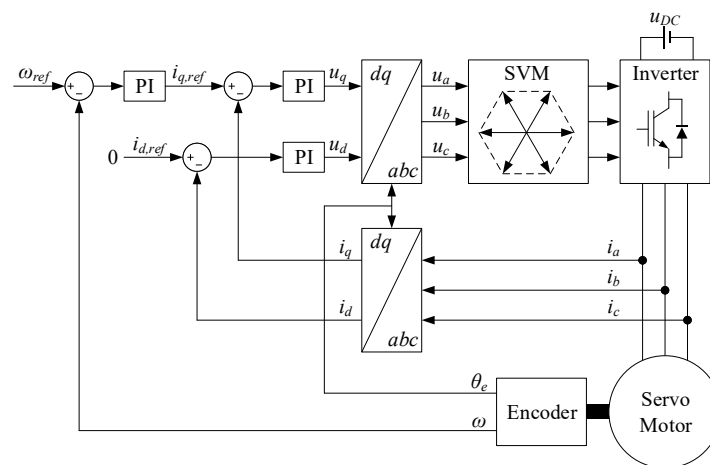 u_DC
ω_ref
+
−
PI
i_q,ref
+
−
PI
u_q
dq
abc
u_a
u_b
u_c
SVM
Inverter
0
i_d,ref
+
−
PI
u_d
dq
abc
i_q
i_d
i_a
i_b
i_c
θ_e
ω
Encoder
Servo
Motor